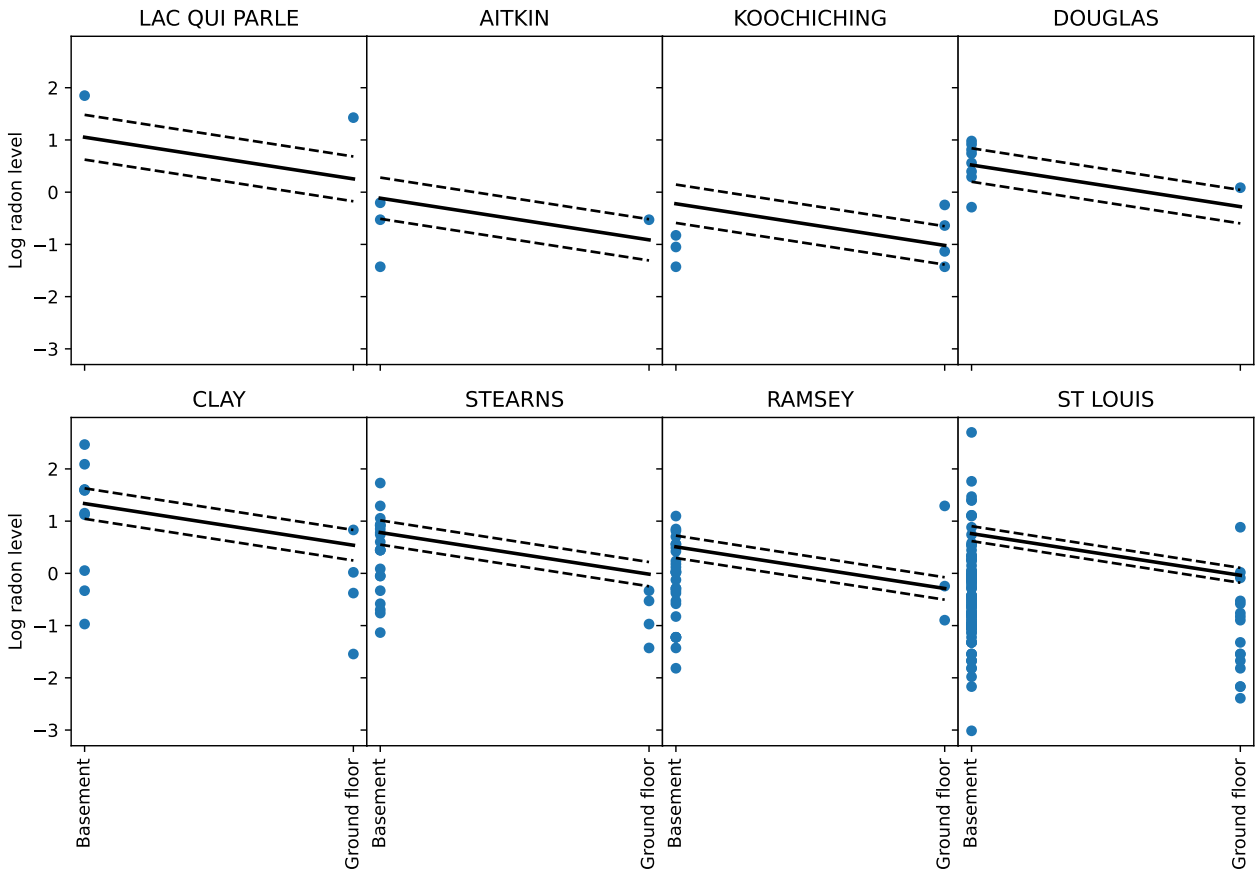 LAC QUI PARLE
AITKIN
KOOCHICHING
DOUGLAS
Log radon level
2
1
0
−1
−2
−3
CLAY
STEARNS
RAMSEY
ST LOUIS
Log radon level
2
1
0
−1
−2
−3
Basement
Ground floor
Basement
Ground floor
Basement
Ground floor
Basement
Ground floor